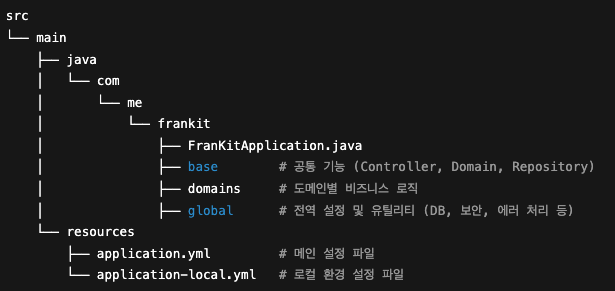 src
└── main
    ├── java
    │   └── com
    │       └── me
    │           └── frankit
    │               ├── FranKitApplication.java
    │               ├── base        # 공통 기능 (Controller, Domain, Repository)
    │               ├── domains     # 도메인별 비즈니스 로직
    │               ├── global      # 전역 설정 및 유틸리티 (DB, 보안, 에러 처리 등)
    └── resources
        ├── application.yml         # 메인 설정 파일
        └──application-local.yml   # 로컬 환경 설정 파일